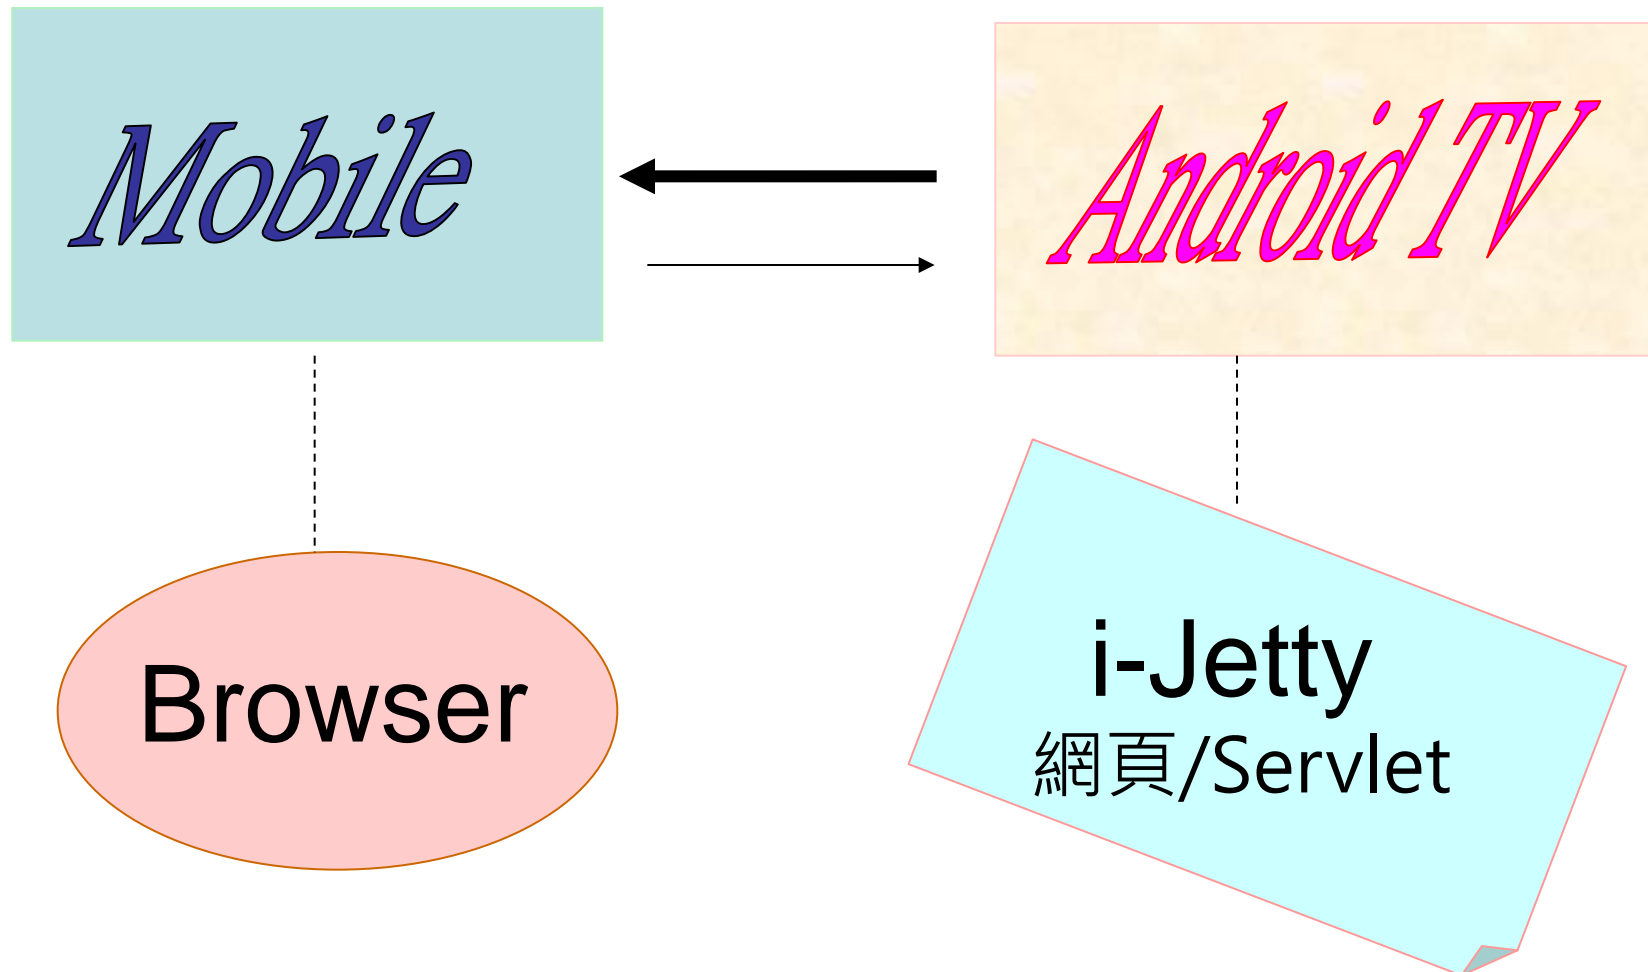 Mobile
Android TV
Browser
i-Jetty
網頁/Servlet